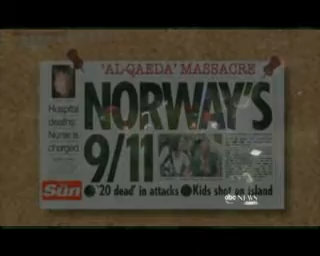 'AL-QAEDA' MASSACRE
NORWAY'S
9/11
Hospital
deaths:
Nurse is
charged
THE Sun
'20 dead' in attacks
Kids shot on island
abc NEWS